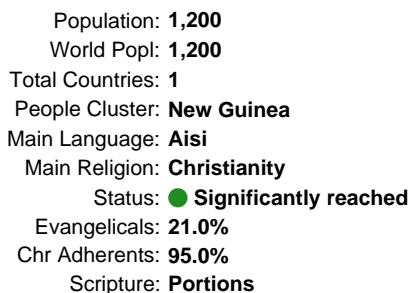 Population: 1,200
World Popl: 1,200
Total Countries: 1
People Cluster: New Guinea
Main Language: Aisi
Main Religion: Christianity
Status: Significantly reached
Evangelicals: 21.0%
Chr Adherents: 95.0%
Scripture: Portions